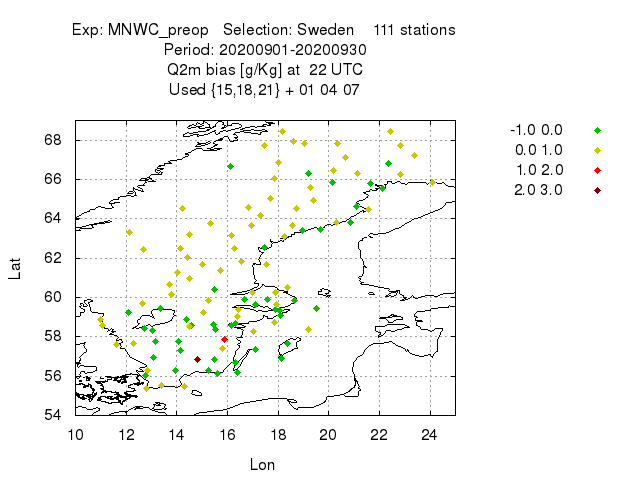 Exp: MNWC_preop   Selection: Sweden    111 stations
Period: 20200901-20200930
Q2m bias [g/Kg] at  22 UTC
Used {15,18,21} + 01 04 07
-1.0 0.0
0.0 1.0
1.0 2.0
2.0 3.0
68
66
64
62
60
58
56
54
Lat
10 12 14 16 18 20 22 24
Lon